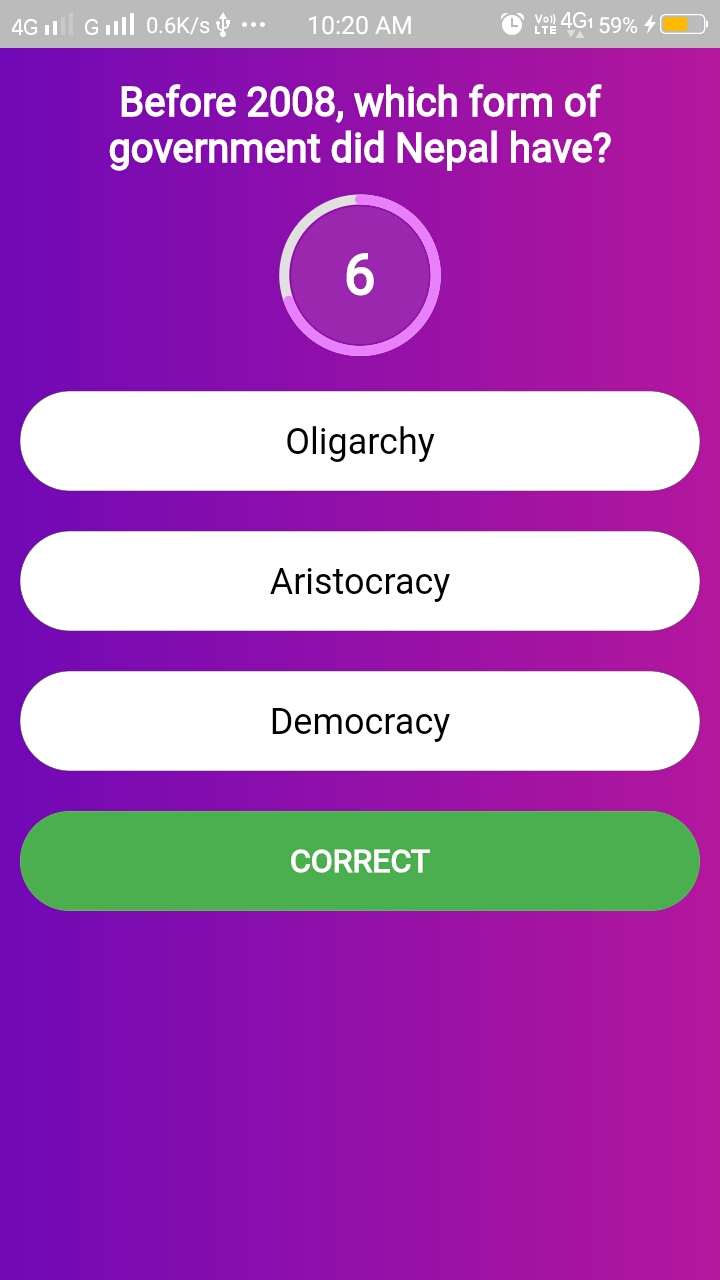 4G G 0.6K/s ... 10:20 AM Vo) LTE 4G1 59%
Before 2008, which form of
government did Nepal have?
6
Oligarchy
Aristocracy
Democracy
CORRECT